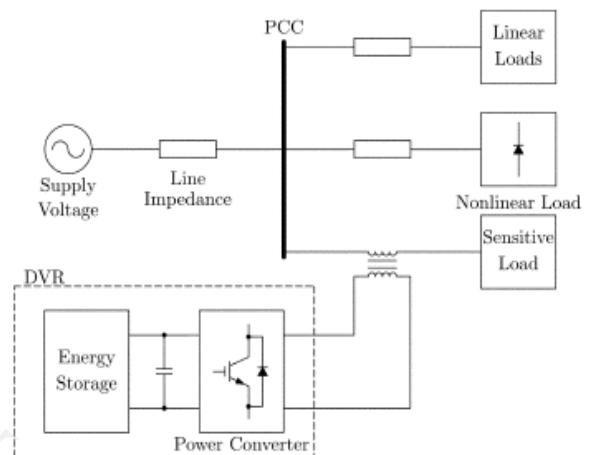 PCC
Linear
Loads
Supply
Voltage
Line
Impedance
Nonlinear Load
Sensitive
Load
DVR
Energy
Storage
Power Converter